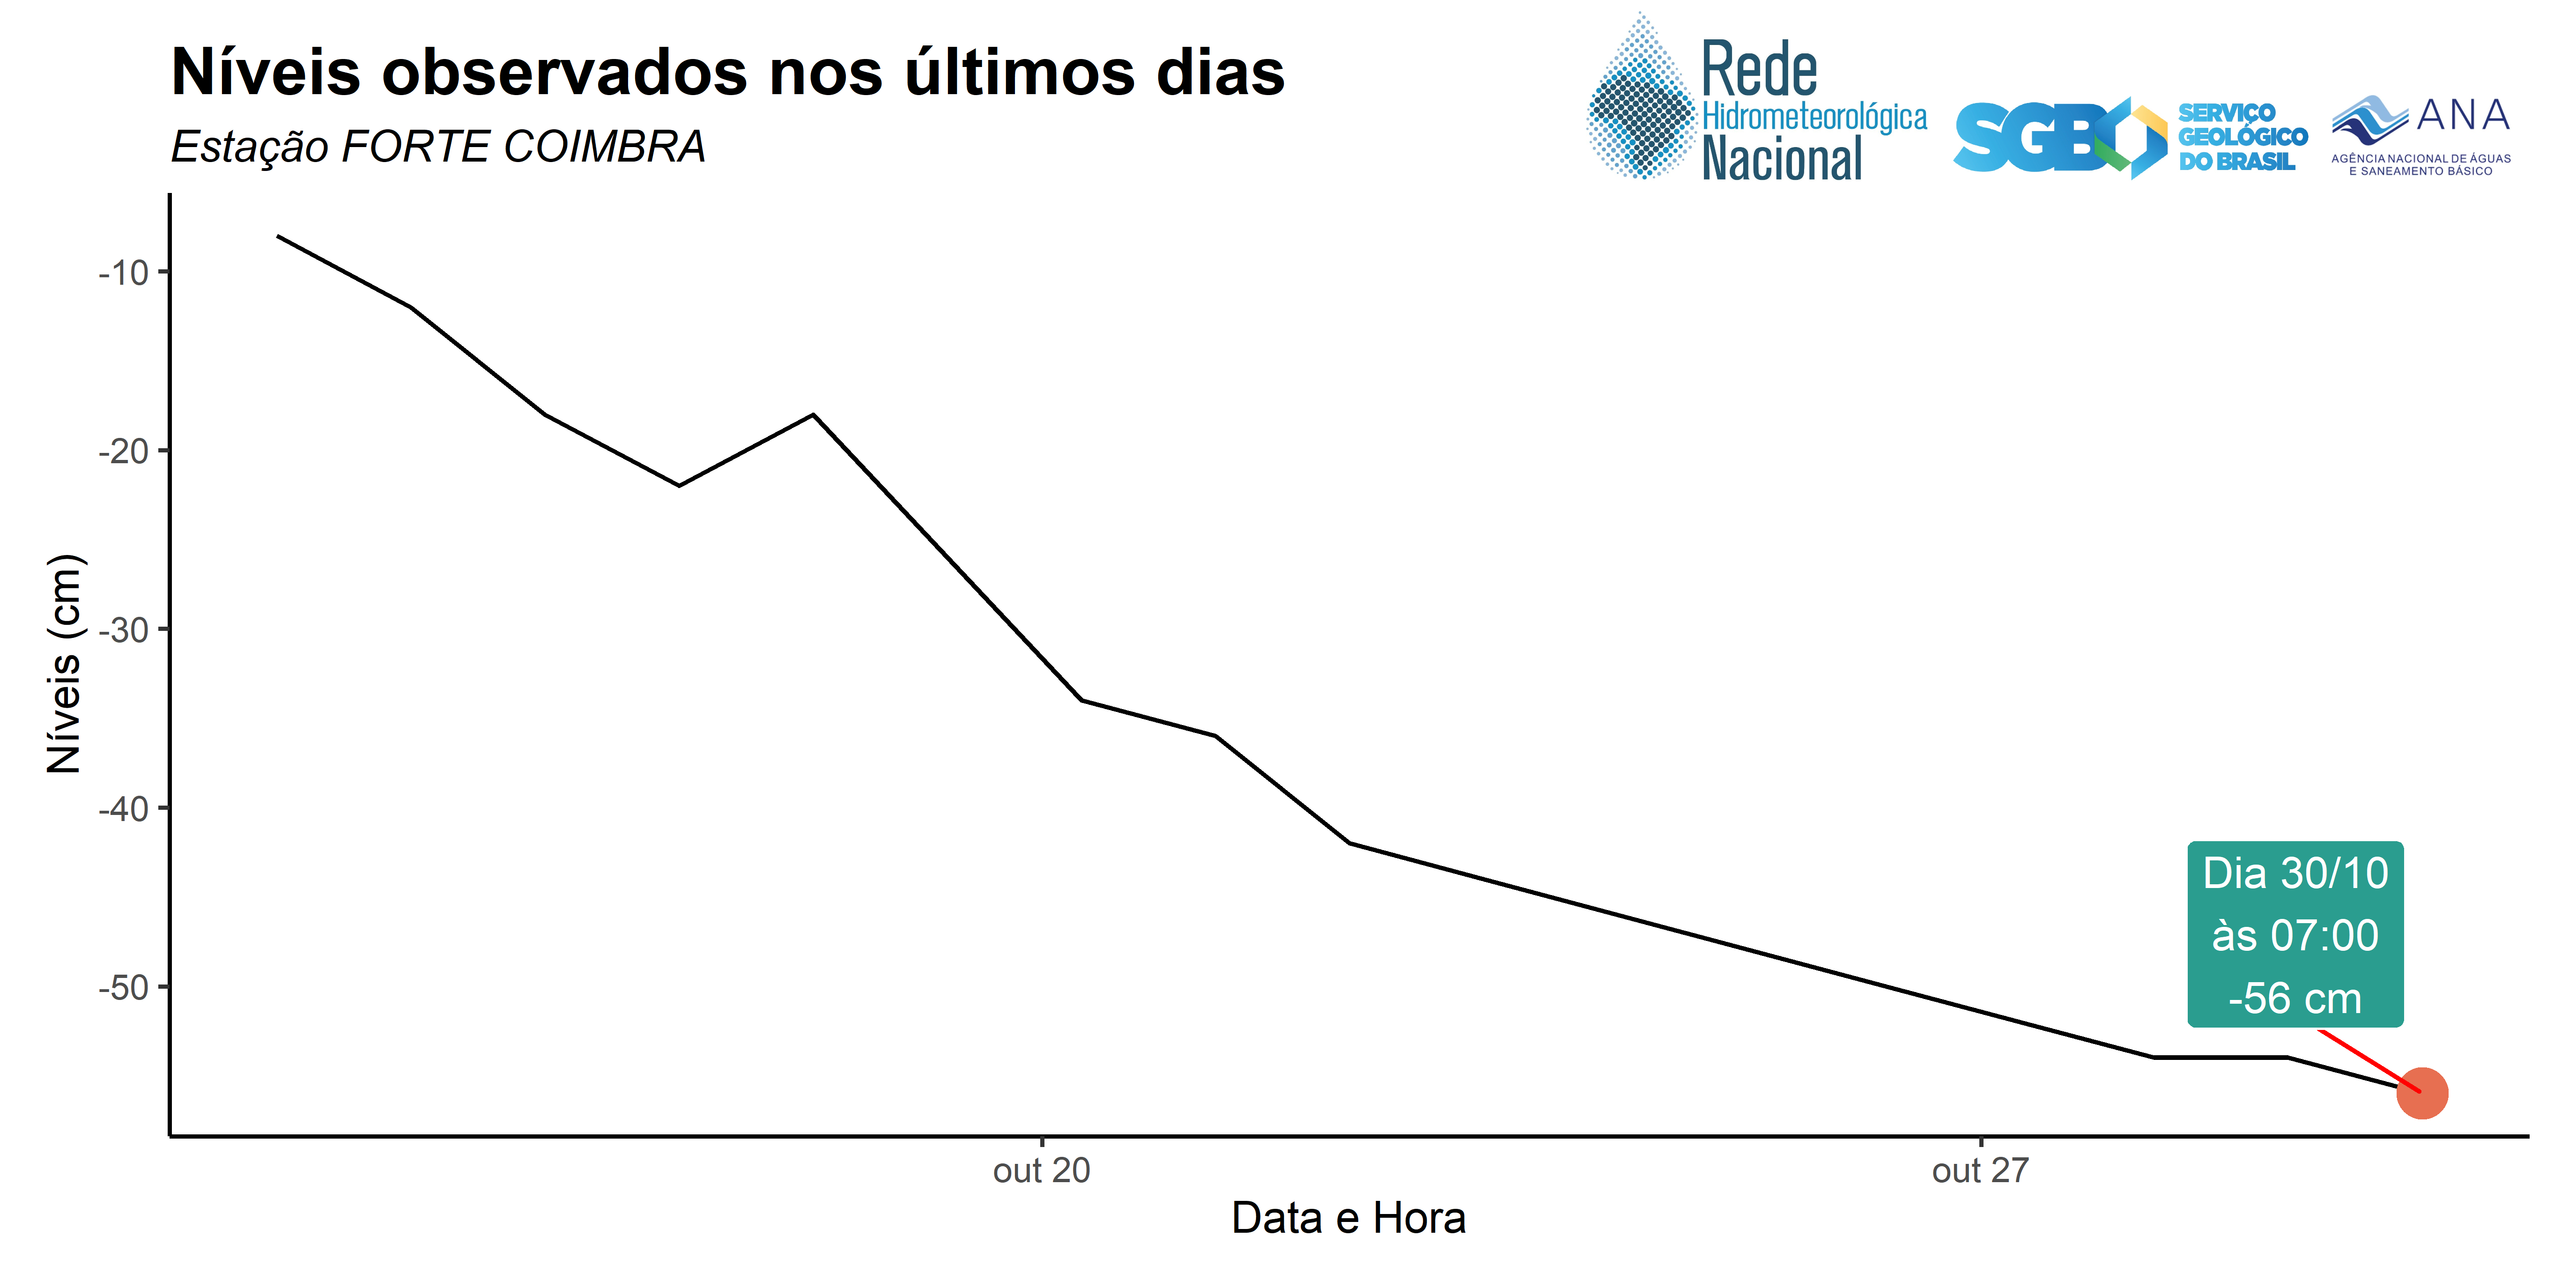 Níveis observados nos últimos dias
Estação FORTE COIMBRA
Rede
Hidrometeorológica
Nacional
SGB
SERVIÇO
GEOLÓGICO
DO BRASIL
ANA
AGÊNCIA NACIONAL DE ÁGUAS
E SANEAMENTO BÁSICO
Níveis (cm)
-10
-20
-30
-40
-50
Dia 30/10
às 07:00
-56 cm
out 20
out 27
Data e Hora